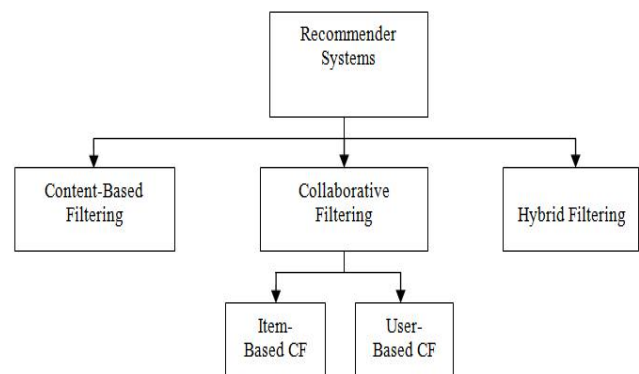 Recommender
Systems
Content-Based
Filtering
Collaborative
Filtering
Hybrid Filtering
Item-
Based CF
User-
Based CF